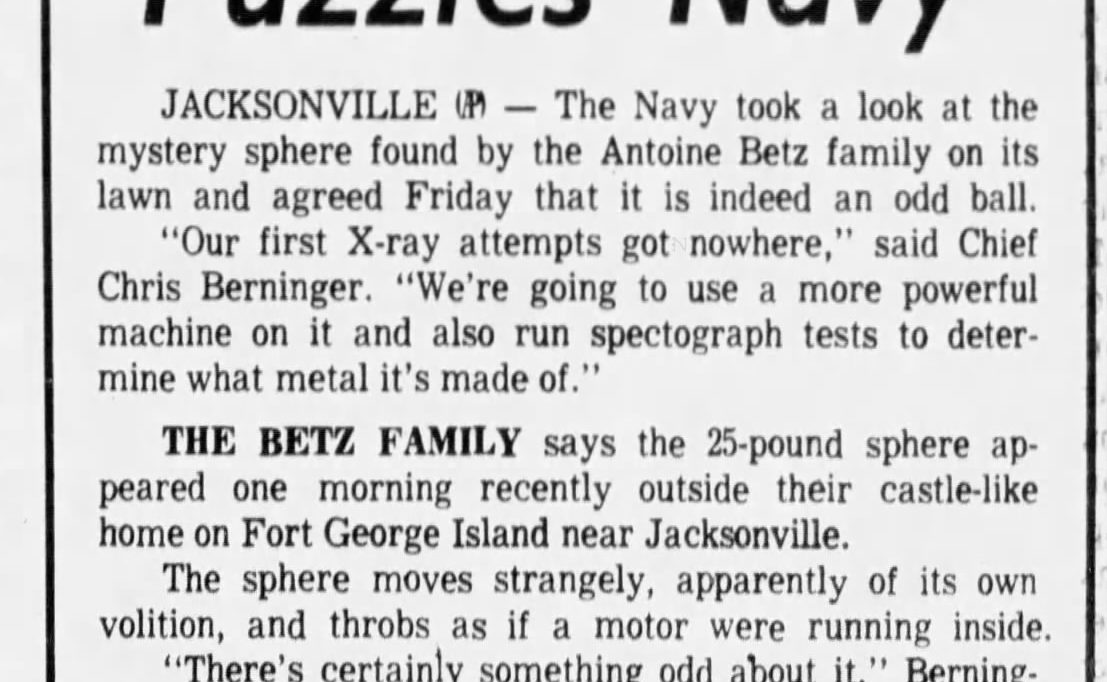 Puzzles Navy
JACKSONVILLE (AP) — The Navy took a look at the
mystery sphere found by the Antoine Betz family on its
lawn and agreed Friday that it is indeed an odd ball.
"Our first X-ray attempts got nowhere," said Chief
Chris Berninger. "We're going to use a more powerful
machine on it and also run spectograph tests to deter-
mine what metal it's made of."
THE BETZ FAMILY says the 25-pound sphere ap-
peared one morning recently outside their castle-like
home on Fort George Island near Jacksonville.
The sphere moves strangely, apparently of its own
volition, and throbs as if a motor were running inside.
"There's certainly something odd about it," Berning-